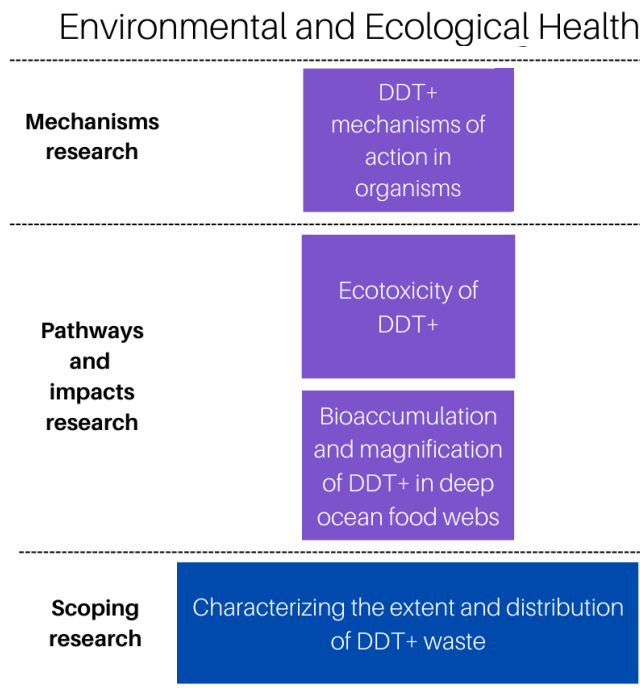 Environmental and Ecological Health
Mechanisms
research
DDT+
mechanisms of
action in
organisms
Pathways
and
impacts
research
Ecotoxicity of
DDT+
Bioaccumulation
and magnification
of DDT+ in deep
ocean food webs
Scoping
research
Characterizing the extent and distribution
of DDT+ waste